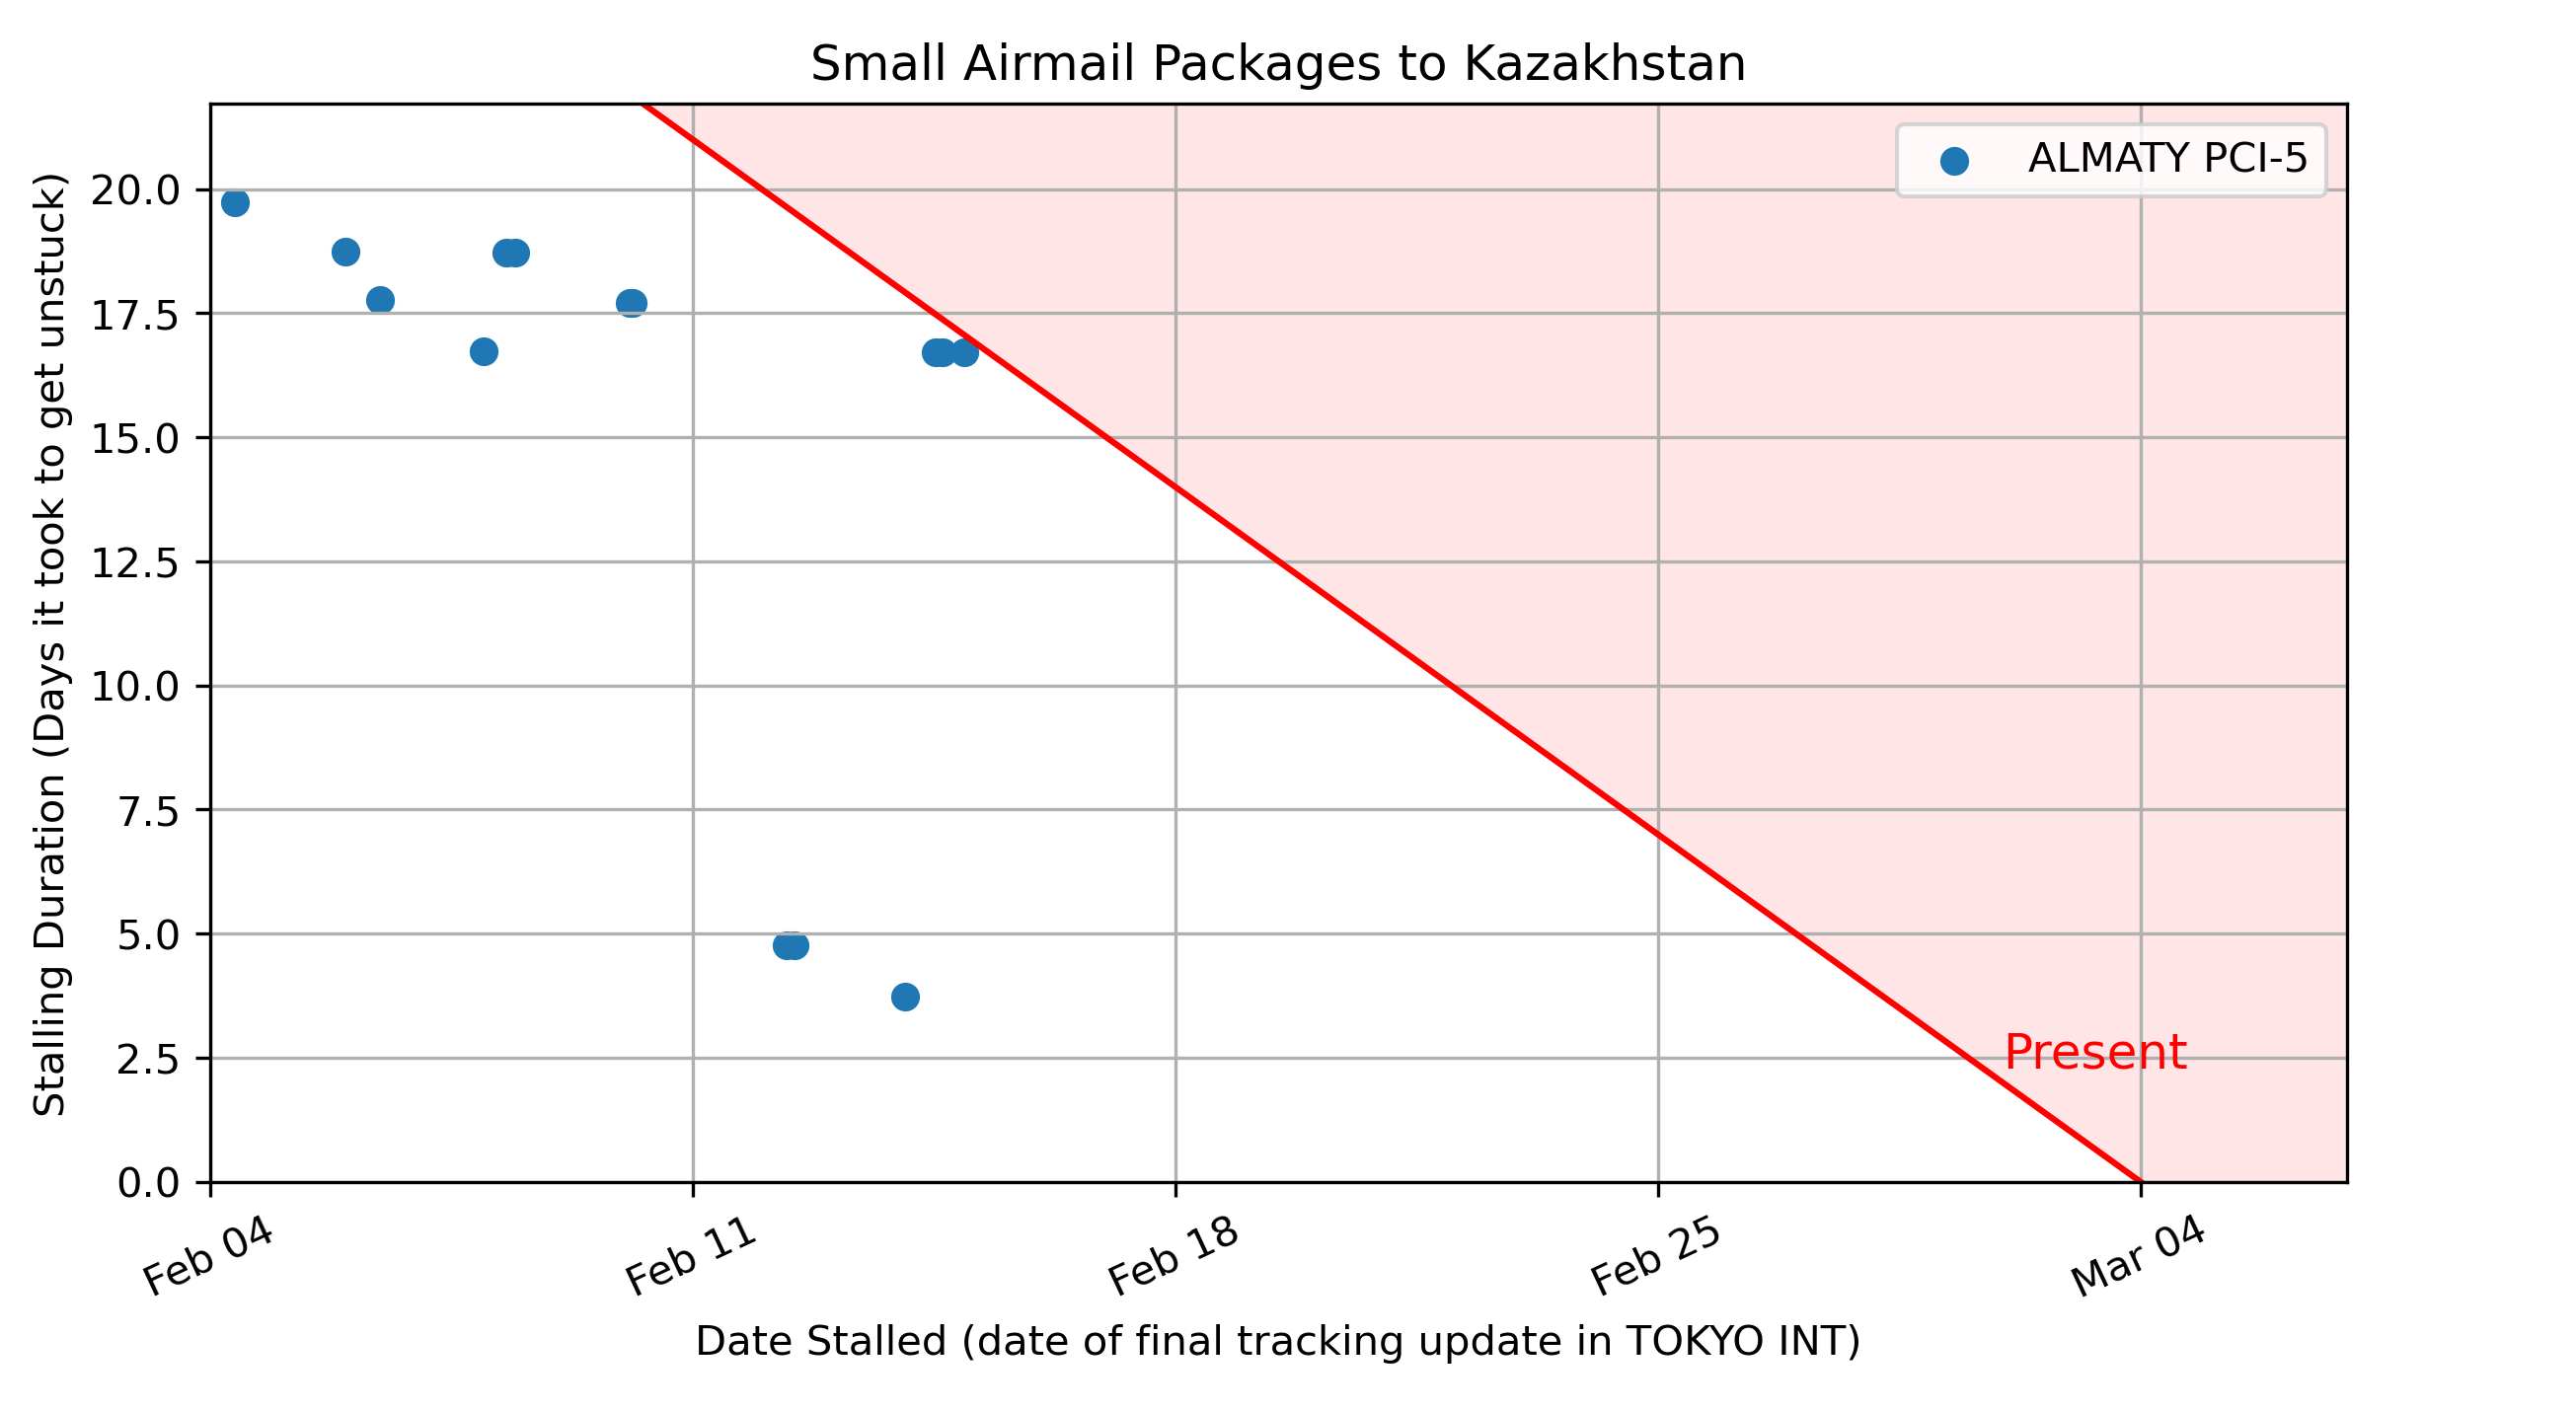 Small Airmail Packages to Kazakhstan
ALMATY PCI-5
Stalling Duration (Days it took to get unstuck)
20.0
17.5
15.0
12.5
10.0
7.5
5.0
2.5
0.0
Present
Feb 04
Feb 11
Feb 18
Feb 25
Mar 04
Date Stalled (date of final tracking update in TOKYO INT)